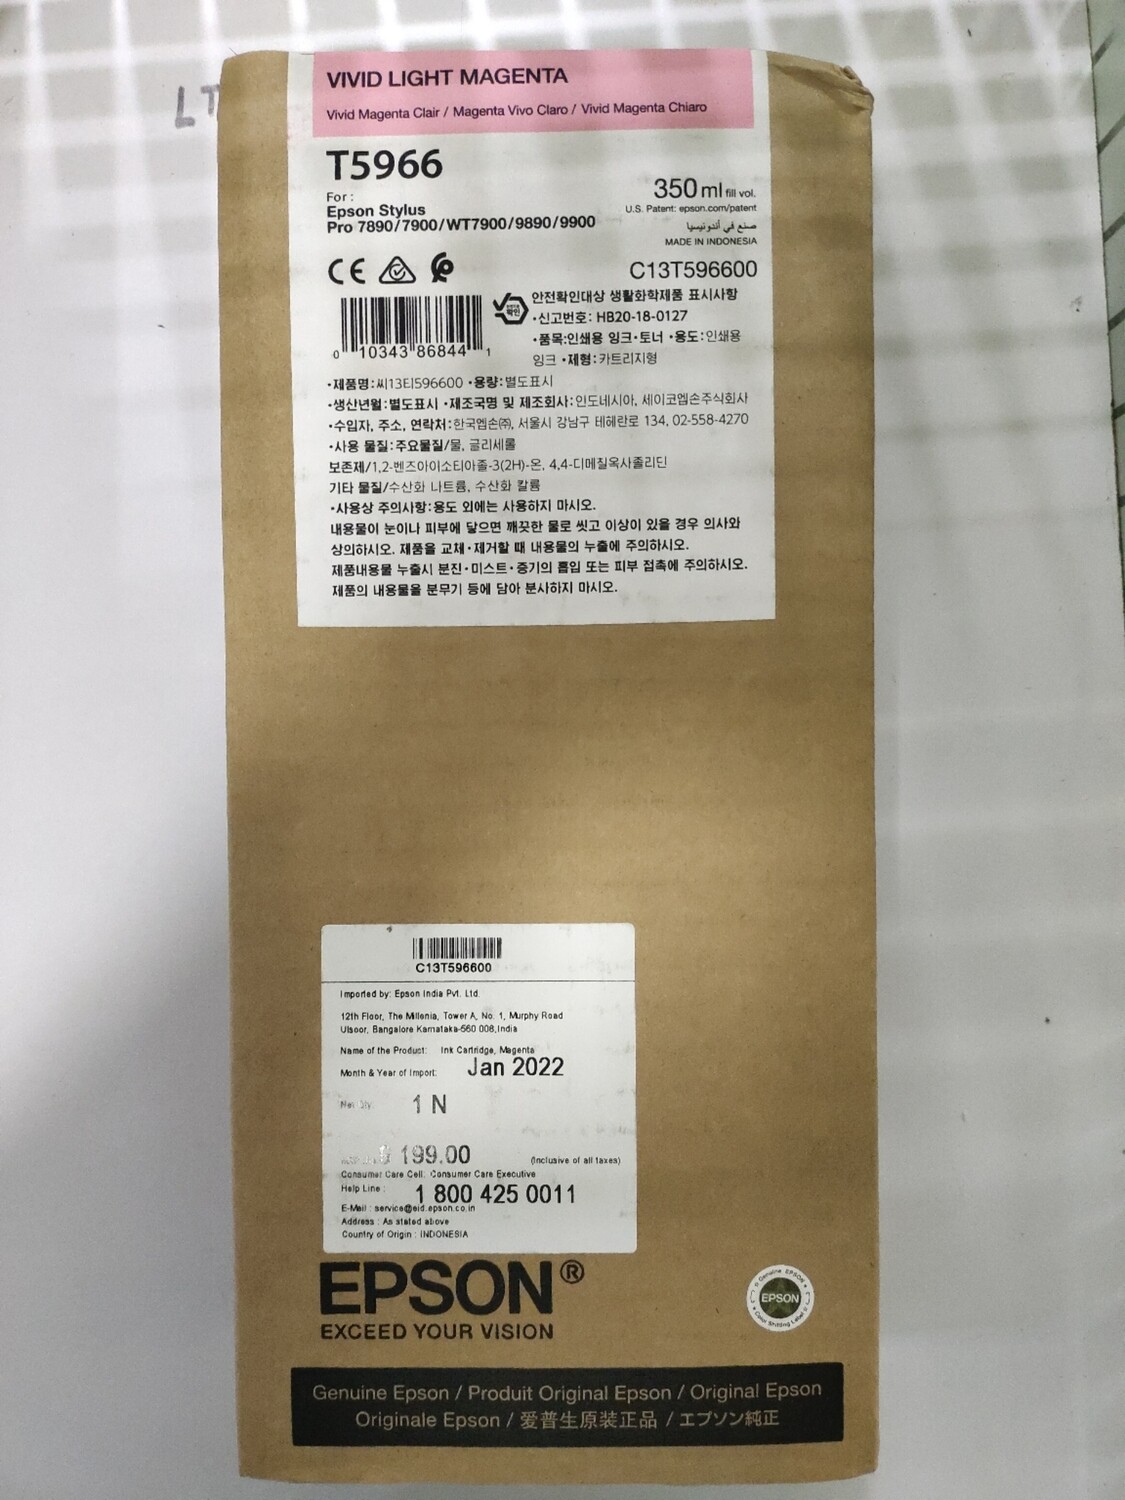 LT
VIVID LIGHT MAGENTA
Vivid Magenta Clair / Magenta Vivo Claro / Vivid Magenta Chiaro
T5966
For :
Epson Stylus
Pro 7890/7900/WT7900/9890/9900
350 ml fill vol.
U.S. Patent: epson.com/patent
صنع في أندونيسيا
MADE IN INDONESIA
C13T596600
CE
0 10343 86844 1
확인
안전확인대상 생활화학제품 표시사항
•신고번호: HB20-18-0127
•품목:인쇄용 잉크•토너 •용도:인쇄용
잉크 •제형:카트리지형
•제품명:씨13티596600 •용량:별도표시
•생산년월:별도표시 •제조국명 및 제조회사:인도네시아, 세이코엡손주식회사
•수입자, 주소, 연락처:한국엡손㈜, 서울시 강남구 테헤란로 134, 02-558-4270
•사용 물질:주요물질/물, 글리세롤
보존제/1,2-벤즈아이소티아졸-3(2H)-온, 4,4-디메칠옥사졸리딘
기타 물질/수산화 나트륨, 수산화 칼륨
•사용상 주의사항:용도 외에는 사용하지 마시오.
내용물이 눈이나 피부에 닿으면 깨끗한 물로 씻고 이상이 있을 경우 의사와
상의하시오. 제품을 교체•제거할 때 내용물의 누출에 주의하시오.
제품내용물 누출시 분진•미스트•증기의 흡입 또는 피부 접촉에 주의하시오.
제품의 내용물을 분무기 등에 담아 분사하지 마시오.
C13T596600
Imported by: Epson India Pvt. Ltd.
12th Floor, The Millenia, Tower A, No. 1, Murphy Road
Ulsoor, Bangalore Karnataka-560 008,India
Name of the Product: Ink Cartridge, Magenta
Month & Year of Import: Jan 2022
Net Qty: 1 N
199.00 (Inclusive of all taxes)
Consumer Care Cell: Consumer Care Executive
Help Line : 1 800 425 0011
E-Mail : service@eid.epson.co.in
Address : As stated above
Country of Origin : INDONESIA
EPSON®
EXCEED YOUR VISION
Genuine EPSON
EPSON
Color Shifting Label
Genuine Epson / Produit Original Epson / Original Epson
Originale Epson / 爱普生原装正品 / エプソン純正